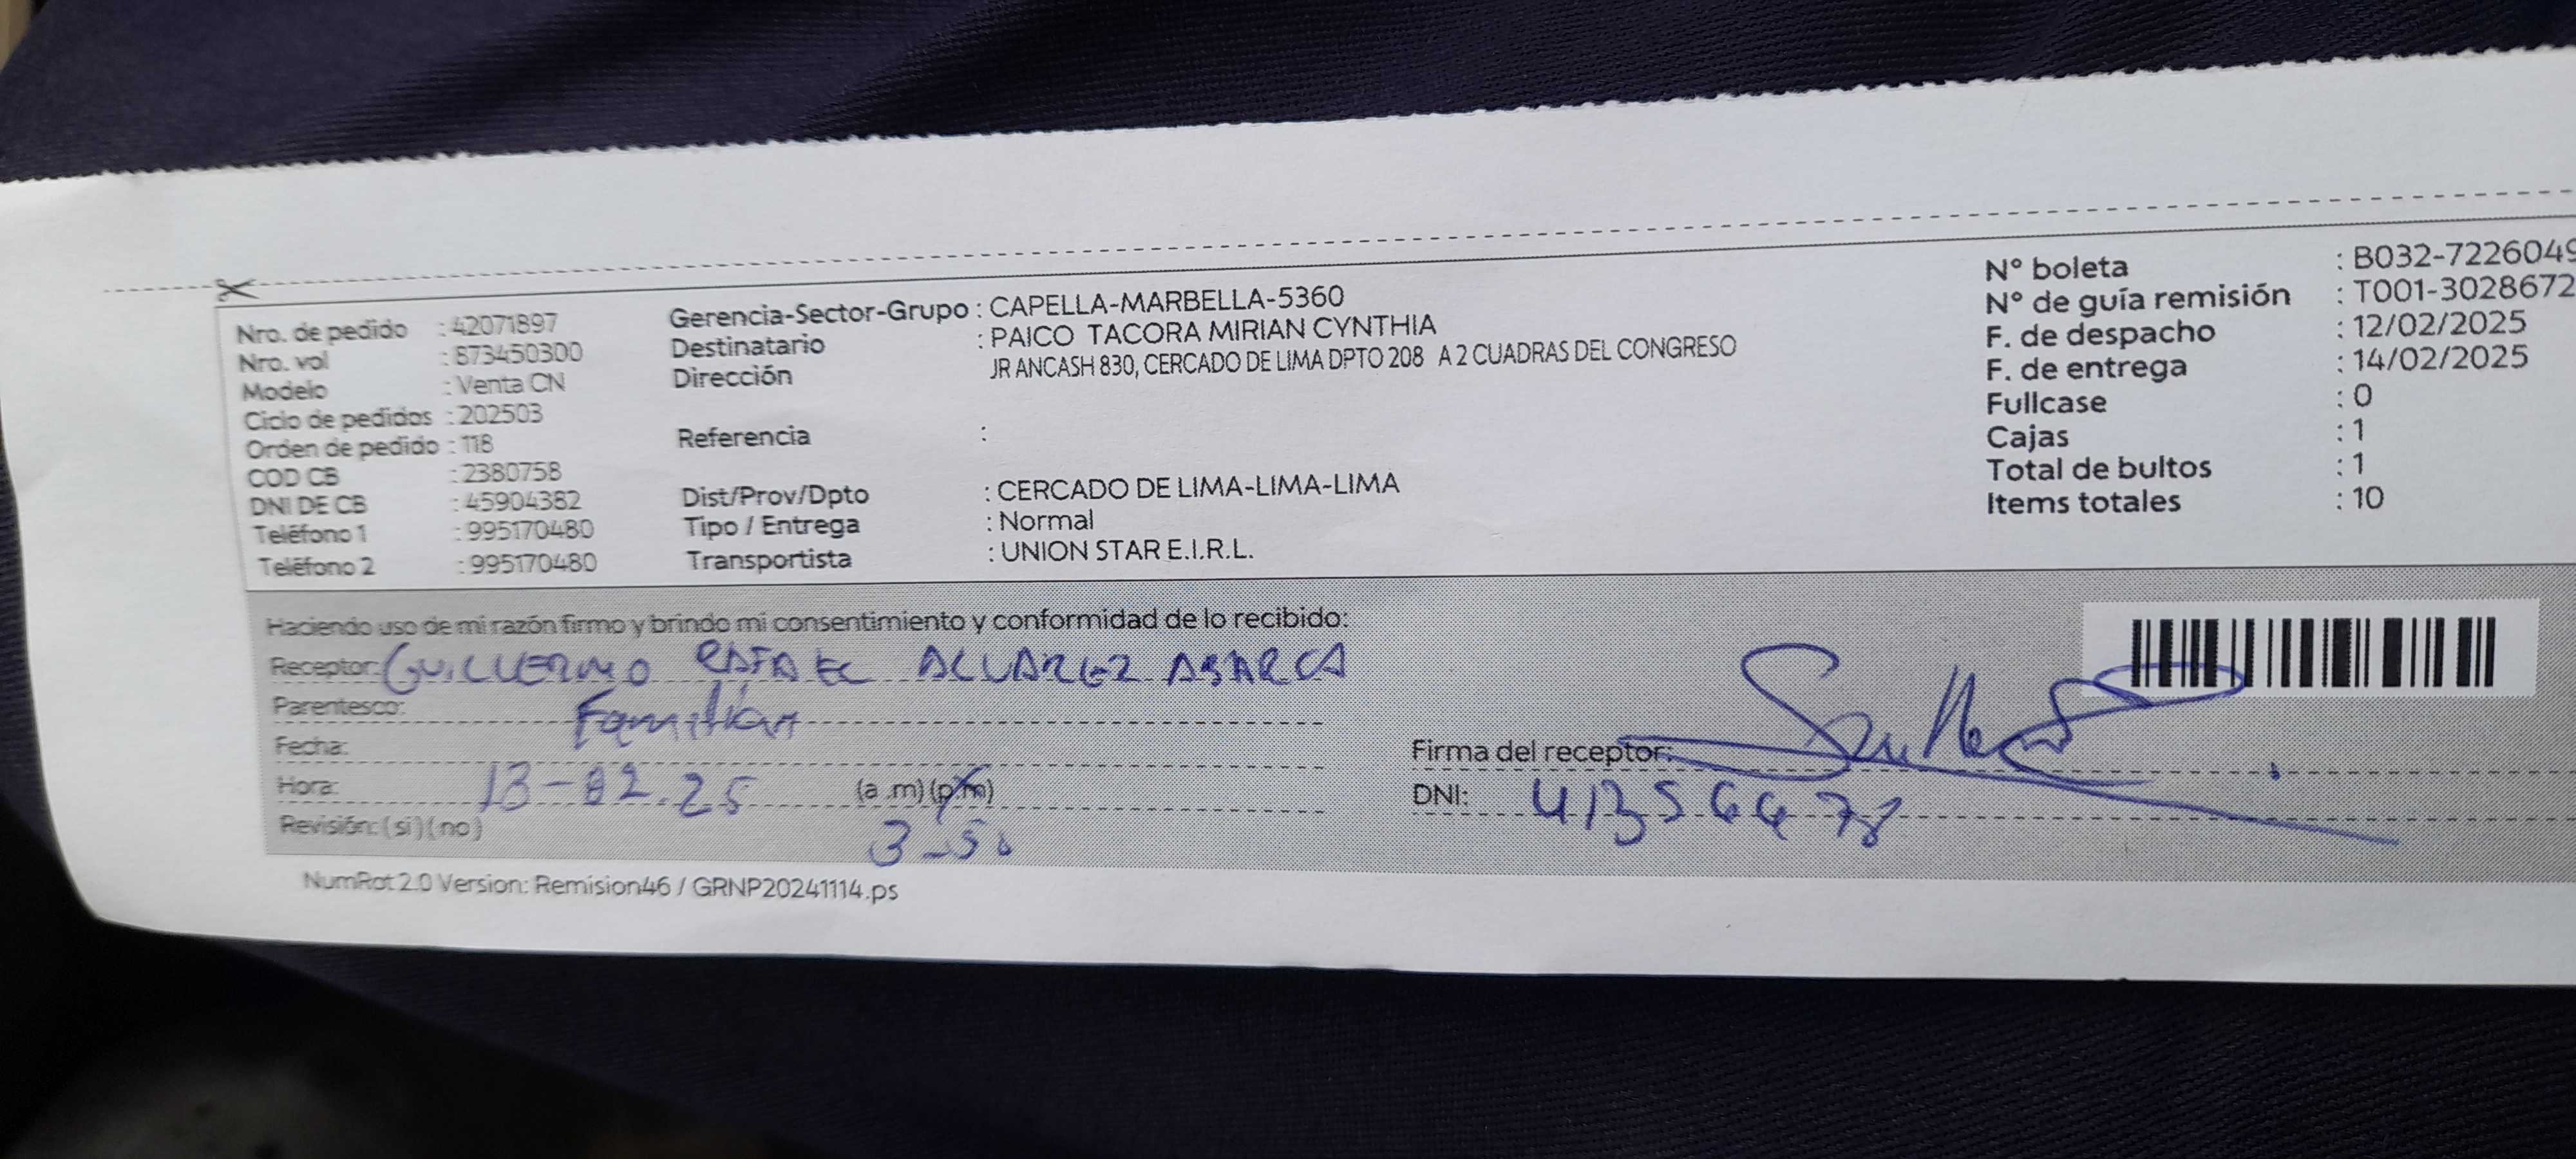 Nro. de pedido : 42071897
Nro. vol : 873450300
Modelo : Venta CN
Ciclo de pedidos : 202503
Orden de pedido : 118
COD CB : 2380758
DNI DE CB : 45904382
Teléfono 1 : 995170480
Teléfono 2 : 995170480
Gerencia-Sector-Grupo : CAPELLA-MARBELLA-5360
Destinatario : PAICO TACORA MIRIAN CYNTHIA
Dirección JR ANCASH 830, CERCADO DE LIMA DPTO 208 A 2 CUADRAS DEL CONGRESO
Referencia :
Dist/Prov/Dpto : CERCADO DE LIMA-LIMA-LIMA
Tipo / Entrega : Normal
Transportista : UNION STAR E.I.R.L.
N° boleta : B032-7226049
N° de guía remisión : T001-3028672
F. de despacho : 12/02/2025
F. de entrega : 14/02/2025
Fullcase : 0
Cajas : 1
Total de bultos : 1
Items totales : 10
Haciendo uso de mi razón firmo y brindo mi consentimiento y conformidad de lo recibido:
Receptor: GUILLERMO RAFAEL ALVAREZ ABARCA
Parentesco: Familiar
Fecha:
Hora: 13-02.25 (a.m) (p.m)
Revisión: (si) (no) 3_50
Firma del receptor:
DNI: 41356478
NumRot 2.0 Version: Remision46 / GRNP20241114.ps